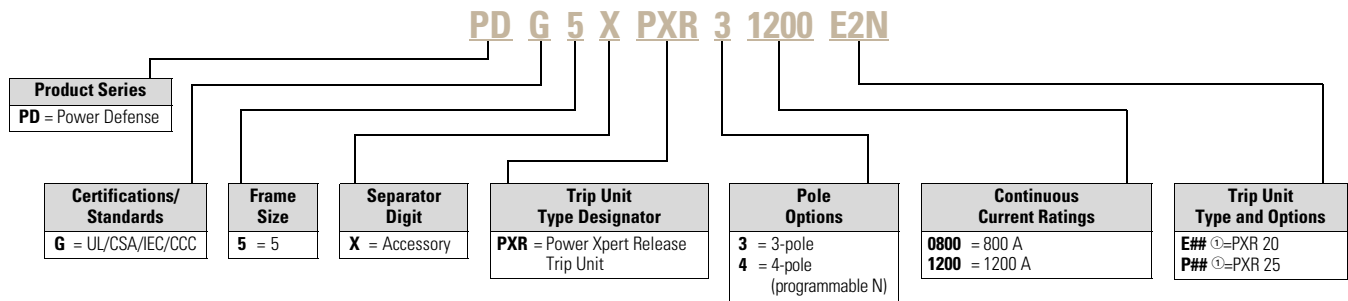 PD G 5 X PXR 3 1200 E2N
Product Series
PD = Power Defense
Certifications/
Standards
G = UL/CSA/IEC/CCC
Frame
Size
5 = 5
Separator
Digit
X = Accessory
Trip Unit
Type Designator
PXR = Power Xpert Release
Trip Unit
Pole
Options
3 = 3-pole
4 = 4-pole
(programmable N)
Continuous
Current Ratings
0800 = 800 A
1200 = 1200 A
Trip Unit
Type and Options
E## ①=PXR 20
P## ①=PXR 25